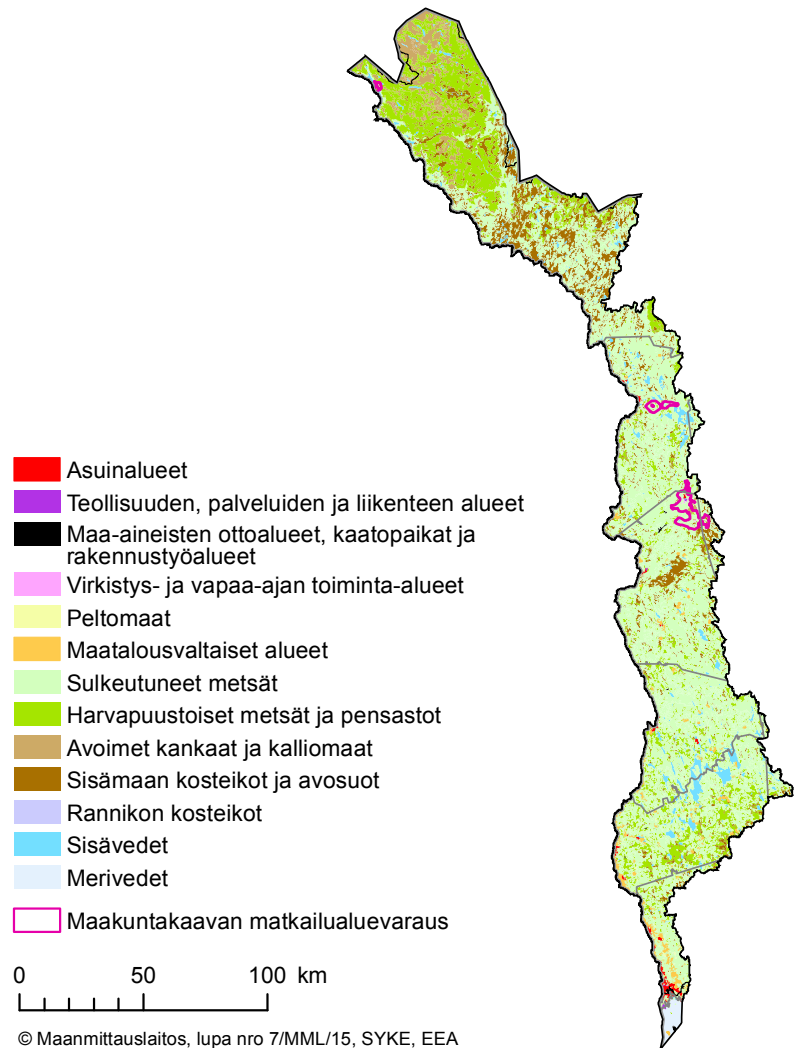 Asuinalueet
Teollisuuden, palveluiden ja liikenteen alueet
Maa-aineisten ottoalueet, kaatopaikat ja
rakennustyöalueet
Virkistys- ja vapaa-ajan toiminta-alueet
Peltomaat
Maatalousvaltaiset alueet
Sulkeutuneet metsät
Harvapuustoiset metsät ja pensastot
Avoimet kankaat ja kalliomaat
Sisämaan kosteikot ja avosuot
Rannikon kosteikot
Sisävedet
Merivedet
Maakuntakaavan matkailualuevaraus
0 50 100 km
© Maanmittauslaitos, lupa nro 7/MML/15, SYKE, EEA